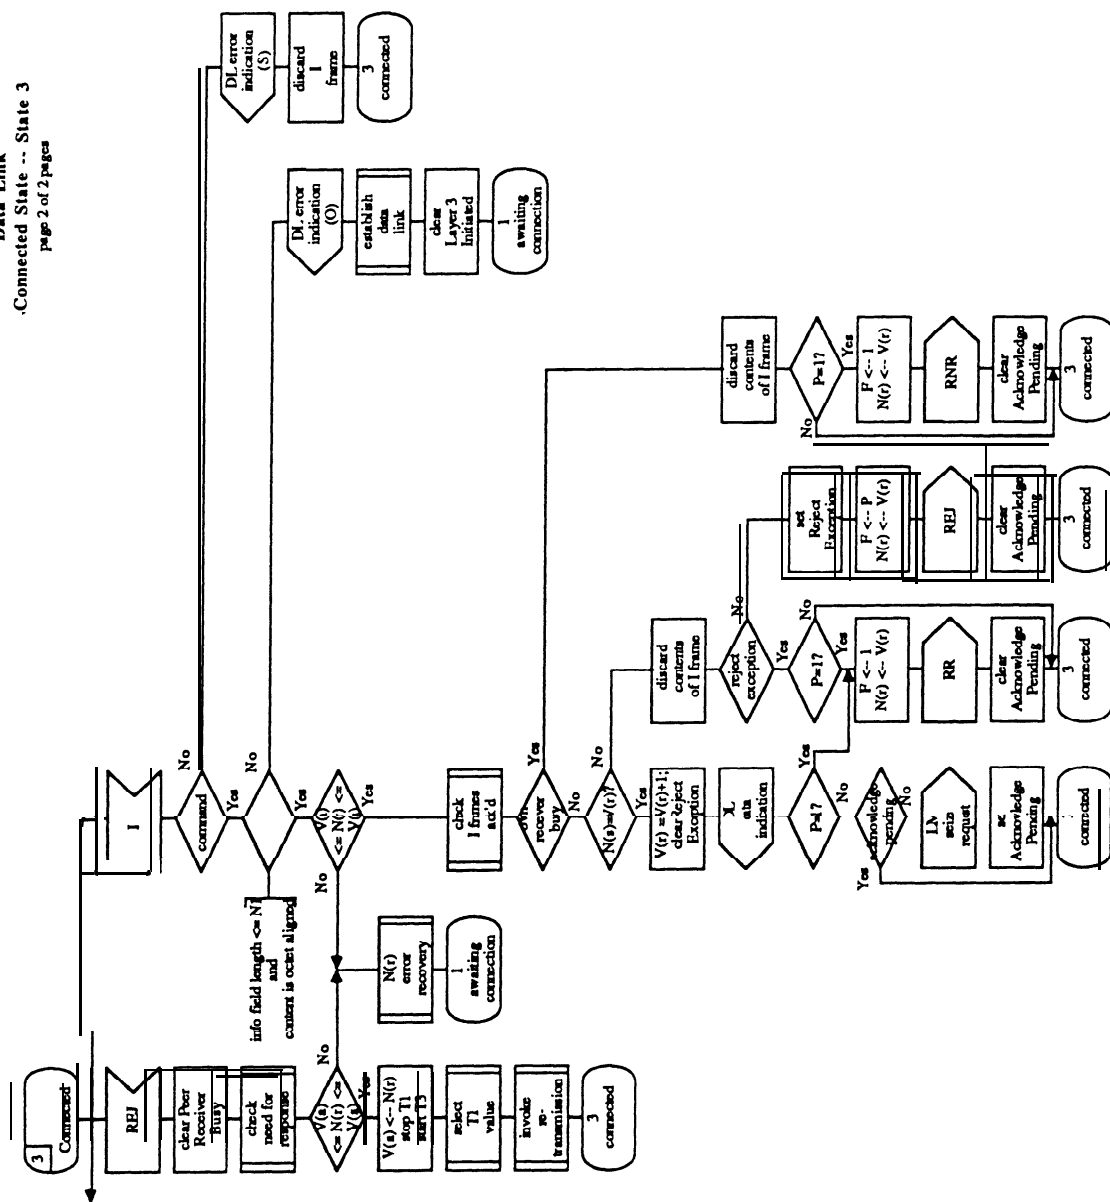 Data Link
Connected State -- State 3
page 2 of 2 pages
3
Connected
REJ
clear Peer
Receiver
Busy
check
need for
response
V(a)
<= N(r) <=
V(s)
No
Yes
V(a) <-- N(r)
stop T1
start T3
select
T1
value
invoke
re-
transmission
3
connected
N(r)
error
recovery
1
awaiting
connection
I
command
No
Yes
info field length <= N1
and
content is octet aligned
No
Yes
<= N(r) <=
No
Yes
check
I frames
ack'd
own
receiver
busy
Yes
No
N(s)=V(r)?
No
Yes
V(r) = V(r)+1;
clear Reject
Exception
DL
data
indication
P=1?
Yes
No
acknowledge
pending
Yes
No
LM
seize
request
Acknowledge
Pending
connected
discard
contents
of I frame
reject
exception
No
Yes
P=1?
No
Yes
F <-- 1
N(r) <-- V(r)
RR
clear
Acknowledge
Pending
3
connected
set
Reject
Exception
F <-- P
N(r) <-- V(r)
REJ
clear
Acknowledge
Pending
3
connected
discard
contents
of I frame
P=1?
No
Yes
F <-- 1
N(r) <-- V(r)
RNR
clear
Acknowledge
Pending
3
connected
DL error
indication
(O)
establish
data
link
clear
Layer 3
Initiated
1
awaiting
connection
DL error
indication
(S)
discard
I
frame
3
connected